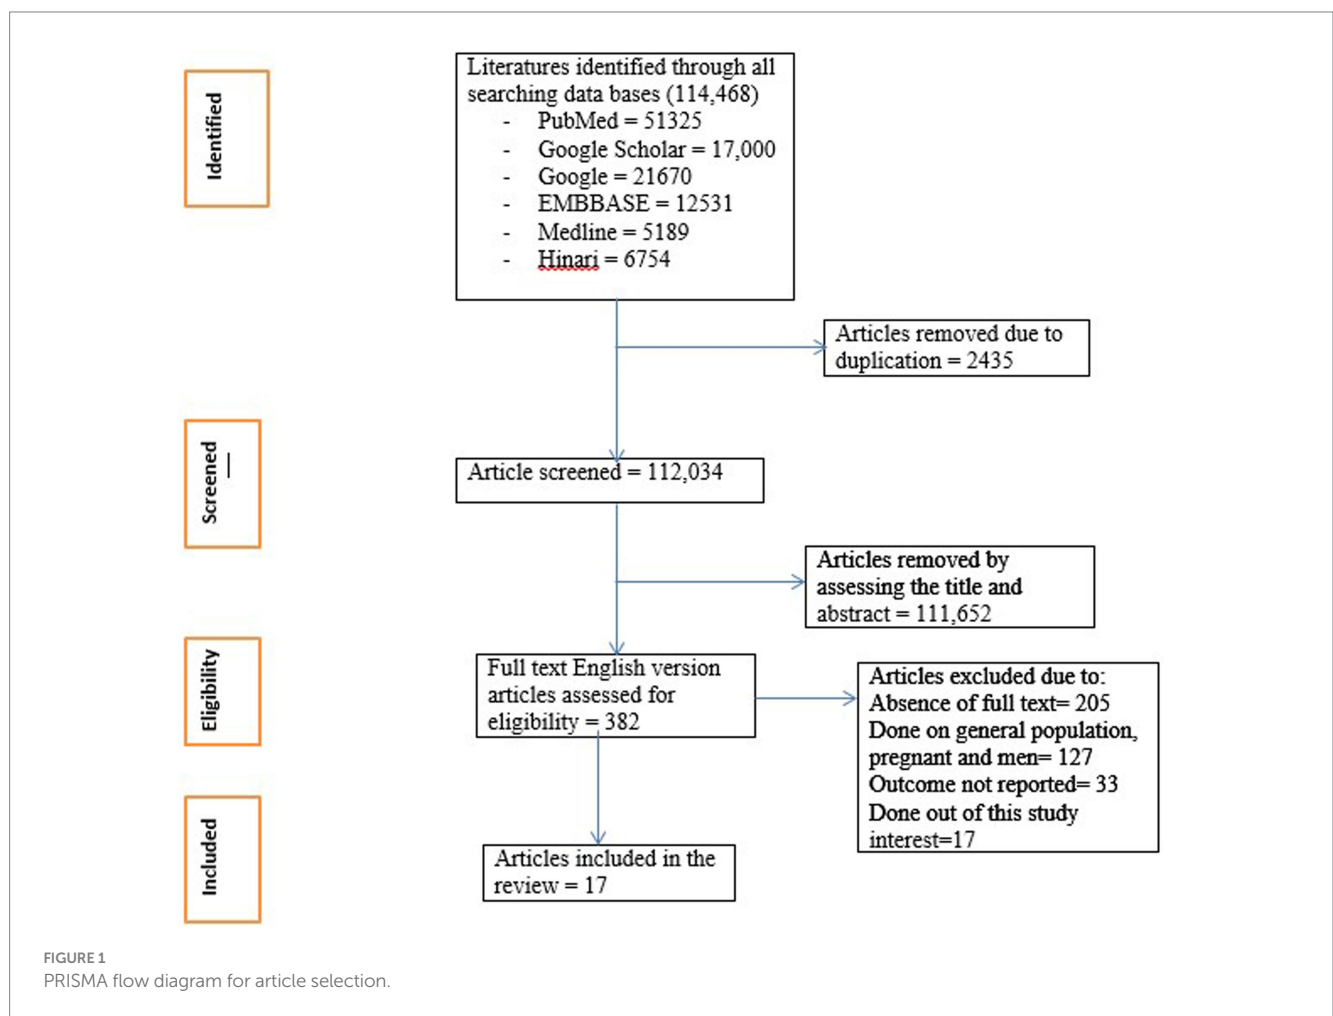 Identified
Literatures identified through all
searching data bases (114,468)
- PubMed = 51325
- Google Scholar = 17,000
- Google = 21670
- EMBBASE = 12531
- Medline = 5189
- Hinari = 6754
Articles removed due to
duplication = 2435
Screened
Article screened = 112,034
Articles removed by
assessing the title and
abstract = 111,652
Eligibility
Full text English version
articles assessed for
eligibility = 382
Articles excluded due to:
Absence of full text= 205
Done on general population,
pregnant and men= 127
Outcome not reported= 33
Done out of this study
interest=17
Included
Articles included in the
review = 17
FIGURE 1
PRISMA flow diagram for article selection.